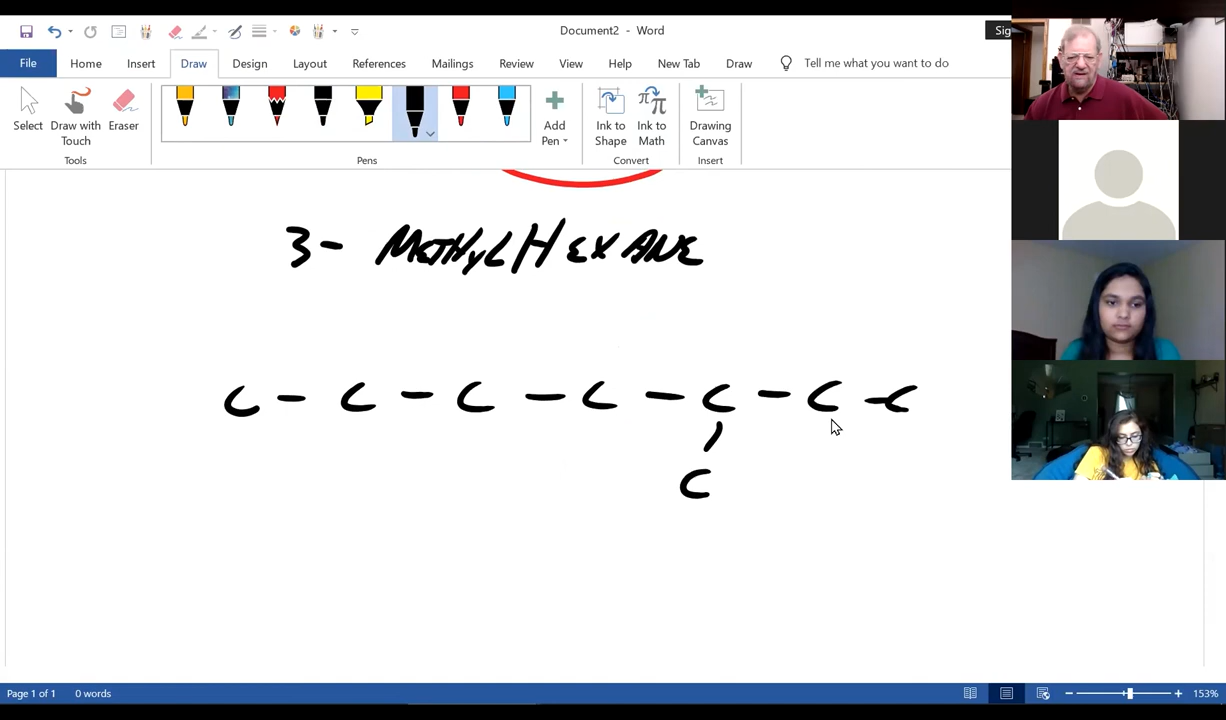 Document2 - Word
Sig
File Home Insert Draw Design Layout References Mailings Review View Help New Tab Draw Tell me what you want to do
Select
Draw with Touch
Eraser
Add Pen
Ink to Shape
Ink to Math
Drawing Canvas
Tools Pens Convert Insert
3- METHYLHEXANE
C - C - C - C - C - C - C
C
Page 1 of 1 0 words 153%